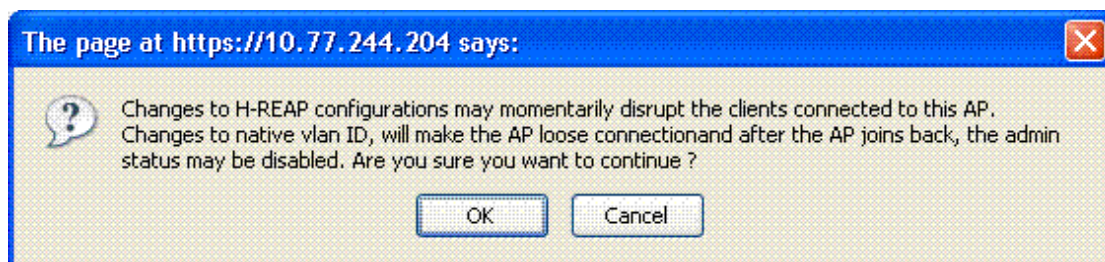 The page at https://10.77.244.204 says:
Changes to H-REAP configurations may momentarily disrupt the clients connected to this AP.
Changes to native vlan ID, will make the AP loose connectionand after the AP joins back, the admin
status may be disabled. Are you sure you want to continue ?
OK
Cancel